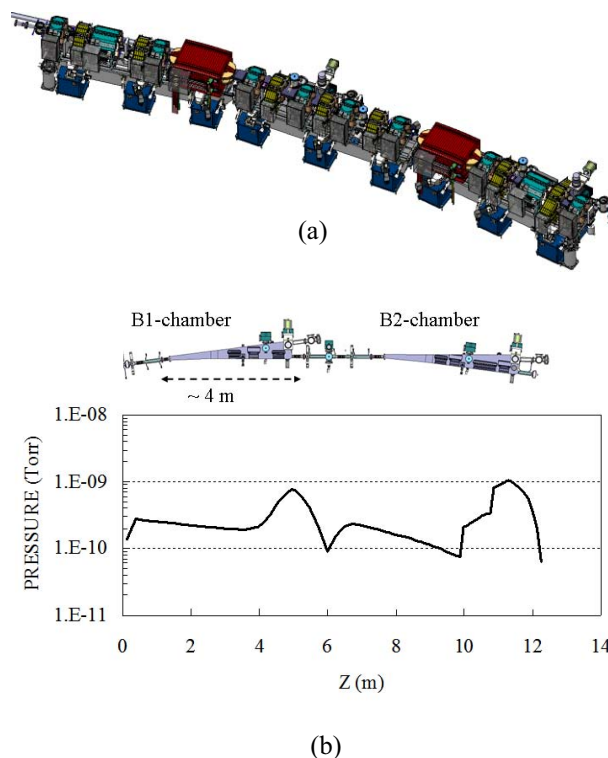 (a)
B1-chamber B2-chamber
~ 4 m
1.E-08
1.E-09
1.E-10
1.E-11
PRESSURE (Torr)
0 2 4 6 8 10 12 14
Z (m)
(b)